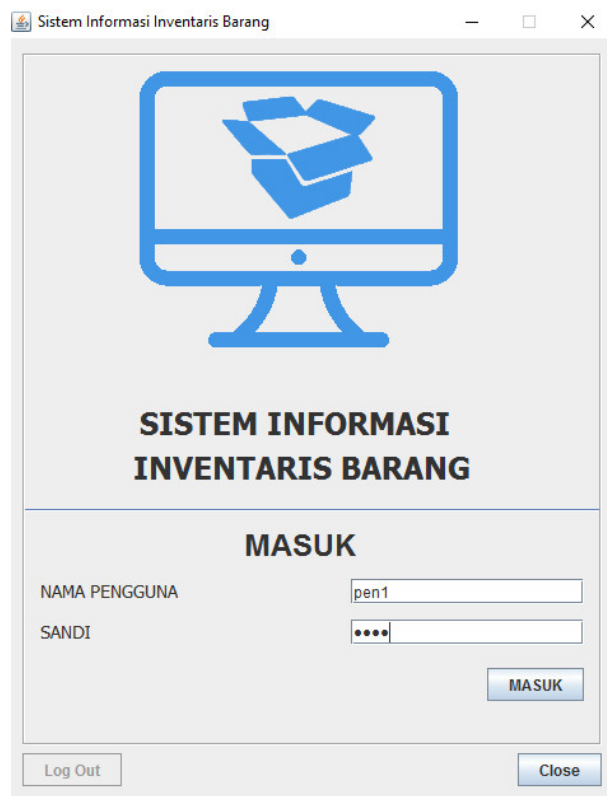 Sistem Informasi Inventaris Barang
SISTEM INFORMASI
INVENTARIS BARANG
MASUK
NAMA PENGGUNA pen1
SANDI ••••
MASUK
Log Out Close